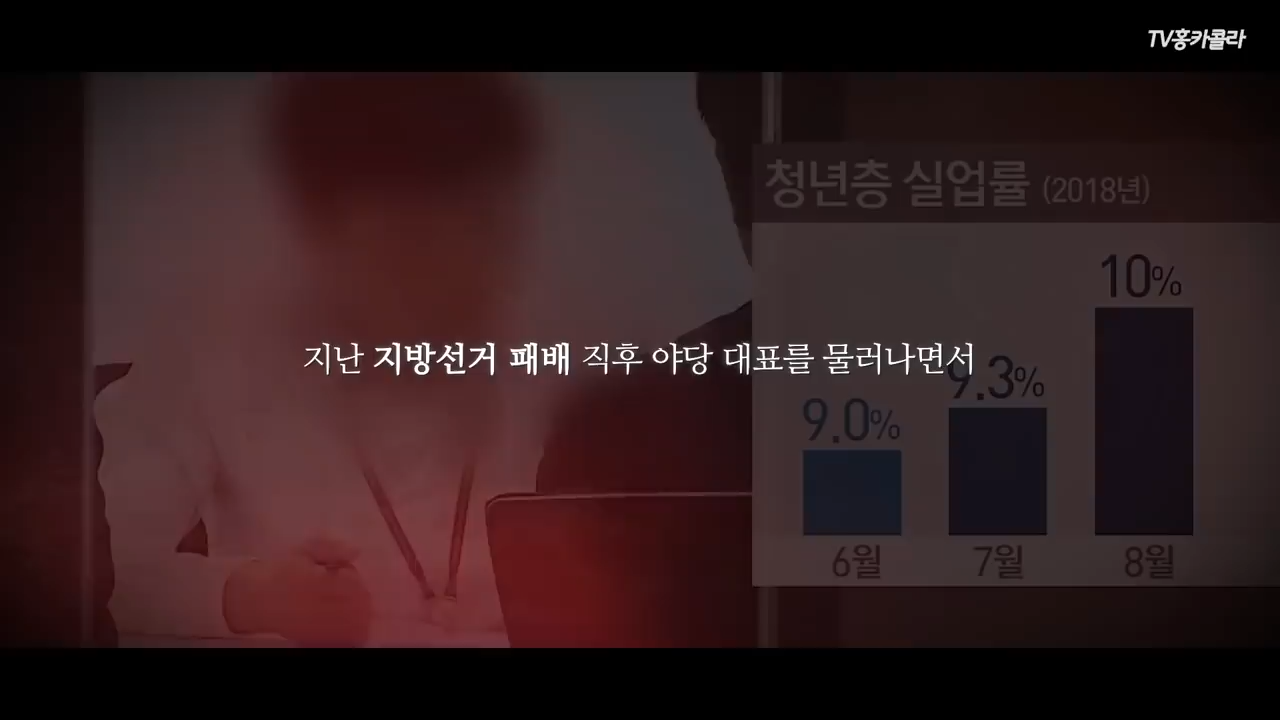 TV홍카콜라
청년층 실업률 (2018년)
10%
지난 지방선거 패배 직후 야당 대표를 물러나면서
9.3%
9.0%
6월
7월
8월